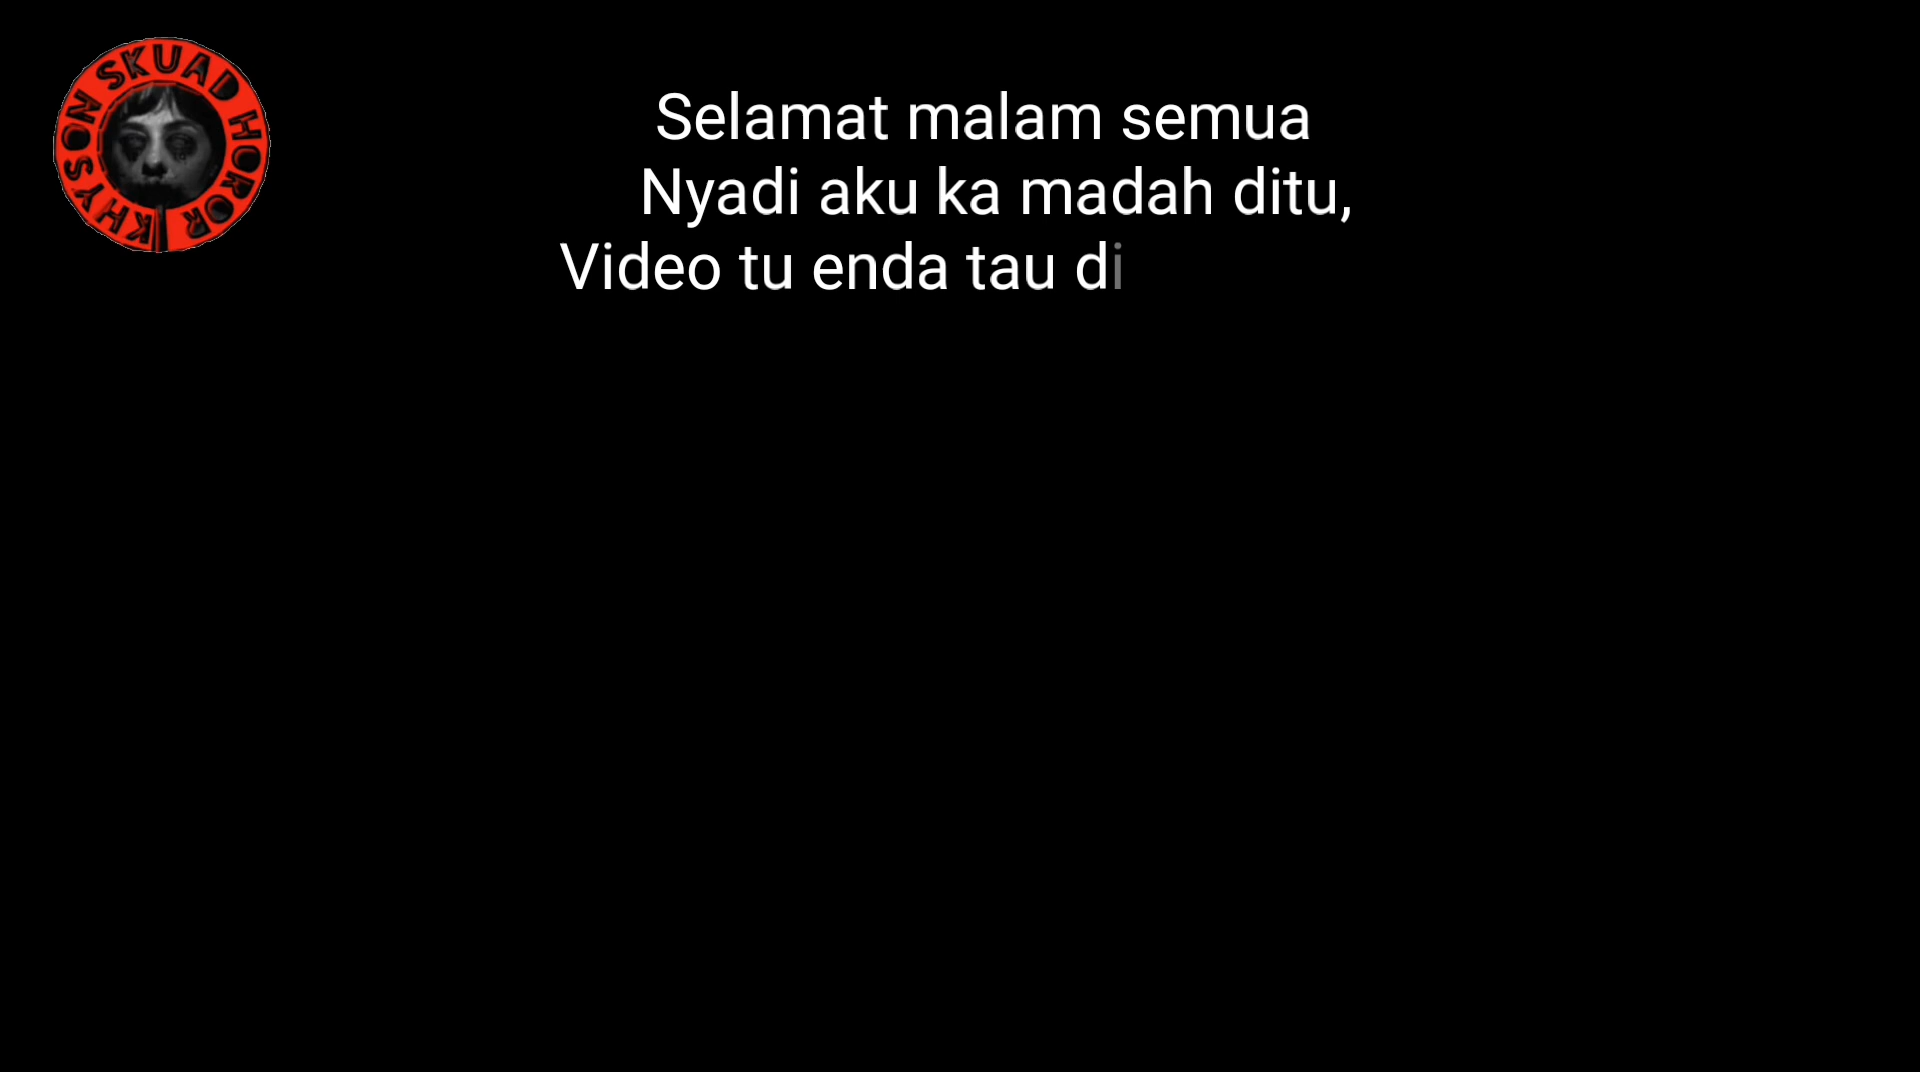 KHYSON SKUAD HOROR
Selamat malam semua
Nyadi aku ka madah ditu,
Video tu enda tau di